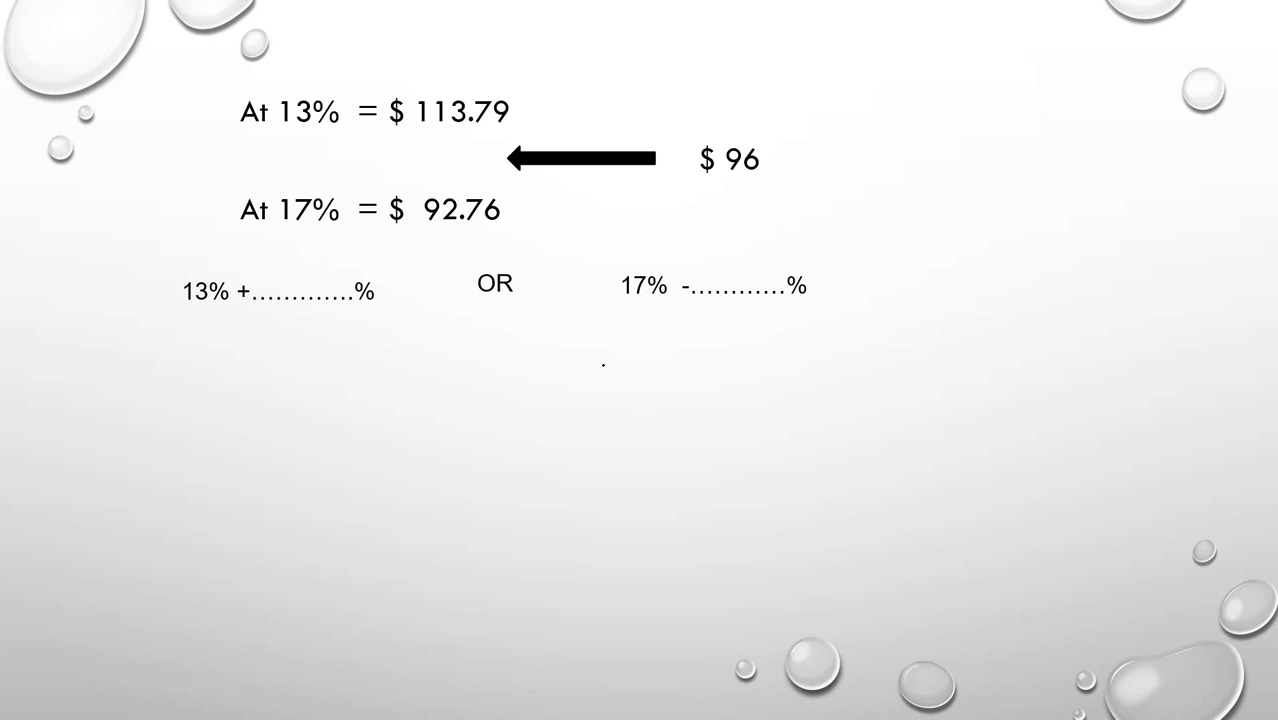 At 13% = $ 113.79
$ 96
At 17% = $ 92.76
13% +.............% OR 17% -............%
.